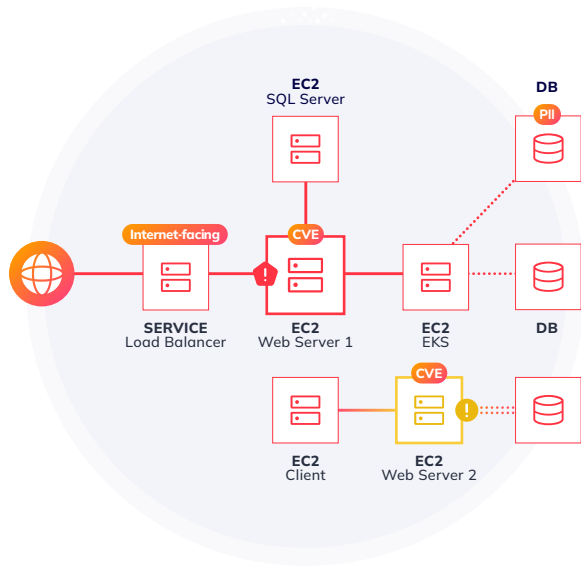 EC2
SQL Server
DB
PII
Internet-facing
CVE
SERVICE
Load Balancer
EC2
Web Server 1
EC2
EKS
DB
CVE
EC2
Client
EC2
Web Server 2